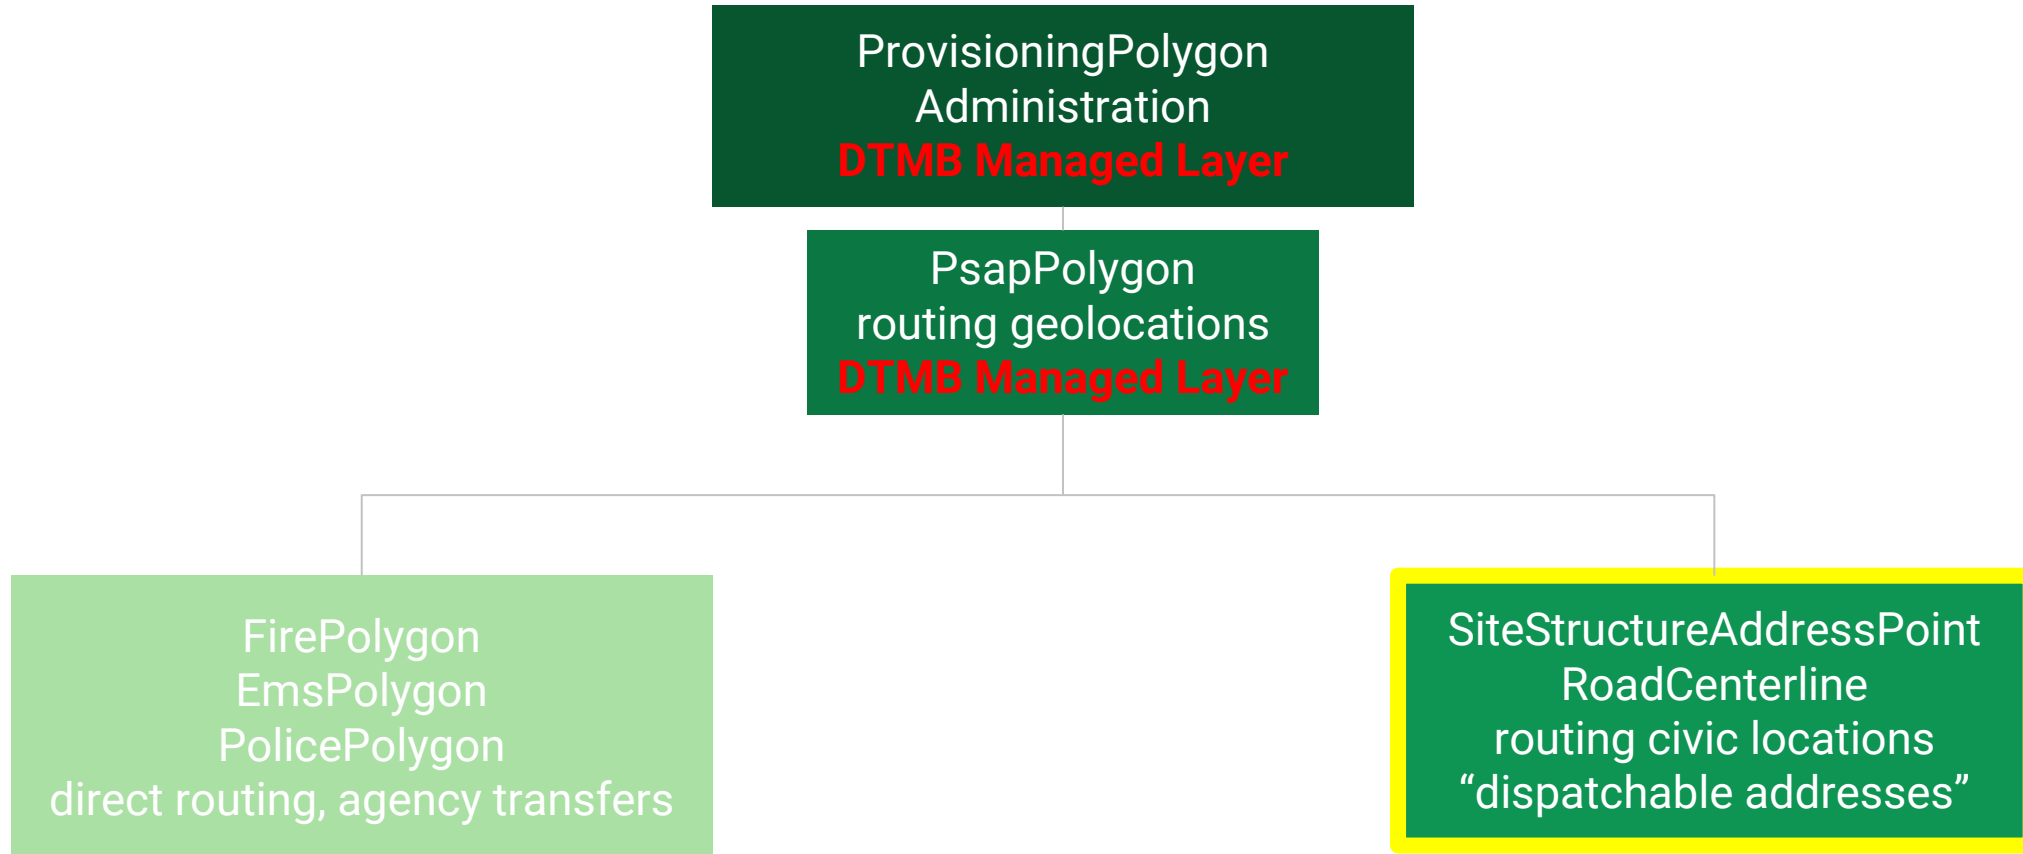 ProvisioningPolygon
Administration
DTMB Managed Layer
PsapPolygon
routing geolocations
DTMB Managed Layer
FirePolygon
EmsPolygon
PolicePolygon
direct routing, agency transfers
SiteStructureAddressPoint
RoadCenterline
routing civic locations
“dispatchable addresses”